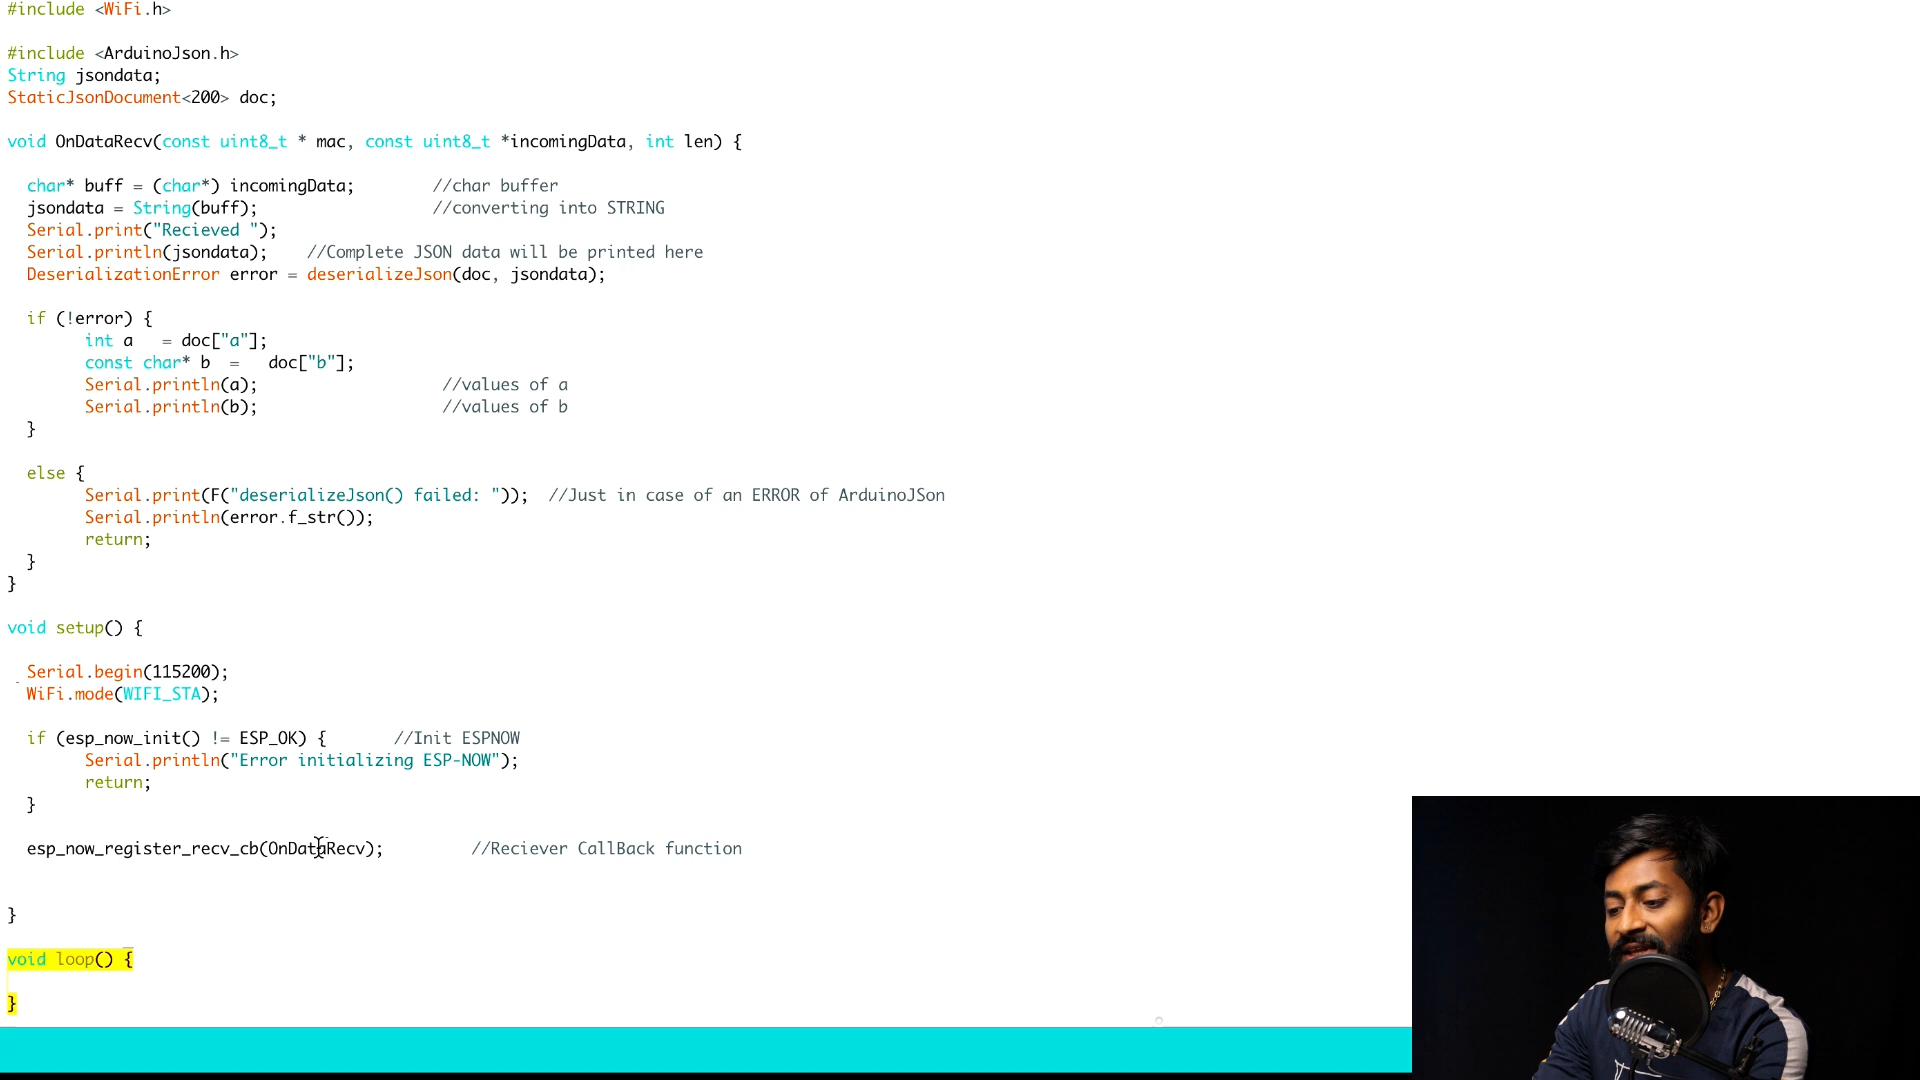 #include <WiFi.h>
#include <ArduinoJson.h>
String jsondata;
StaticJsonDocument<200> doc;
void OnDataRecv(const uint8_t * mac, const uint8_t *incomingData, int len) {
char* buff = (char*) incomingData; //char buffer
jsondata = String(buff); //converting into STRING
Serial.print("Recieved ");
Serial.println(jsondata); //Complete JSON data will be printed here
DeserializationError error = deserializeJson(doc, jsondata);
if (!error) {
int a = doc["a"];
const char* b = doc["b"];
Serial.println(a); //values of a
Serial.println(b); //values of b
}
else {
Serial.print(F("deserializeJson() failed: ")); //Just in case of an ERROR of ArduinoJSon
Serial.println(error.f_str());
return;
}
}
void setup() {
Serial.begin(115200);
WiFi.mode(WIFI_STA);
if (esp_now_init() != ESP_OK) { //Init ESPNOW
Serial.println("Error initializing ESP-NOW");
return;
}
esp_now_register_recv_cb(OnDataRecv); //Reciever CallBack function
}
void loop() {
}